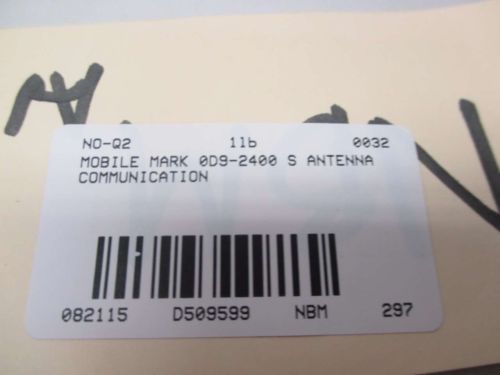 NO-Q2 1lb 0032
MOBILE MARK 0D9-2400 S ANTENNA
COMMUNICATION
082115 D509599 NBM 297